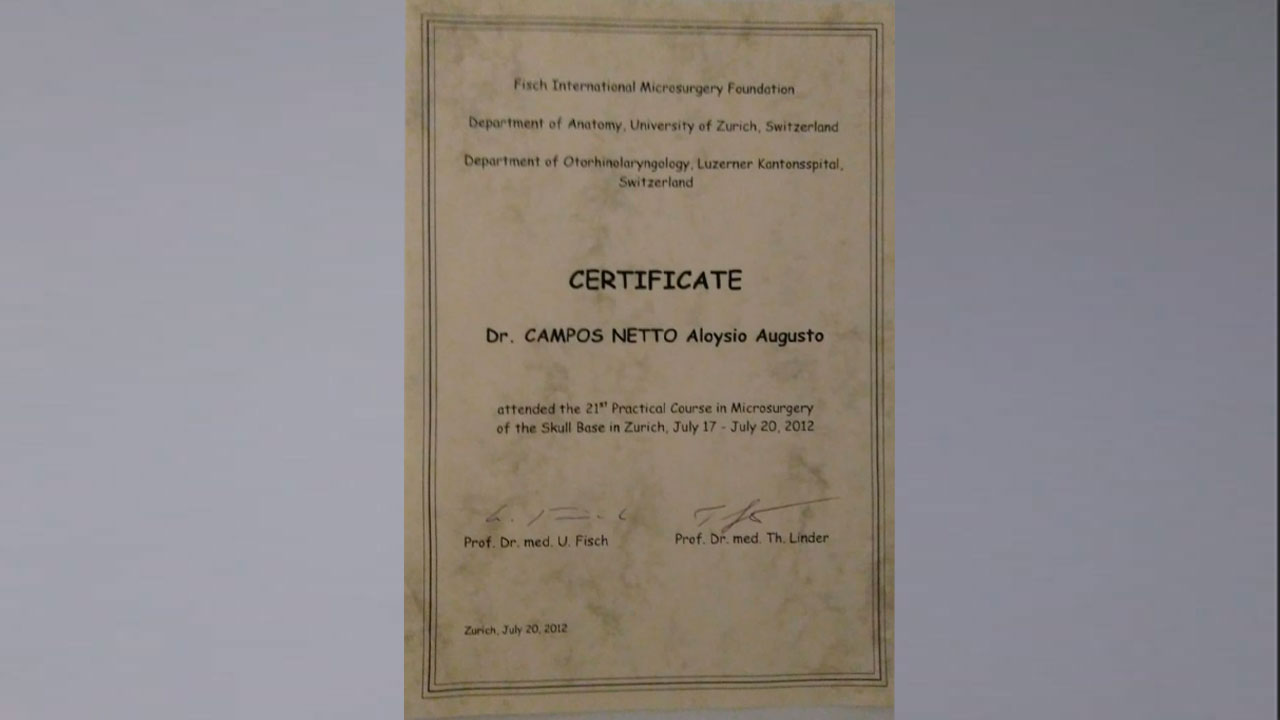 Fisch International Microsurgery Foundation
Department of Anatomy, University of Zurich, Switzerland
Department of Otorhinolaryngology, Luzerner Kantonsspital,
Switzerland
CERTIFICATE
Dr. CAMPOS NETTO Aloysio Augusto
attended the 21st Practical Course in Microsurgery
of the Skull Base in Zurich, July 17 - July 20, 2012
Prof. Dr. med. U. Fisch
Prof. Dr. med. Th. Linder
Zurich, July 20, 2012